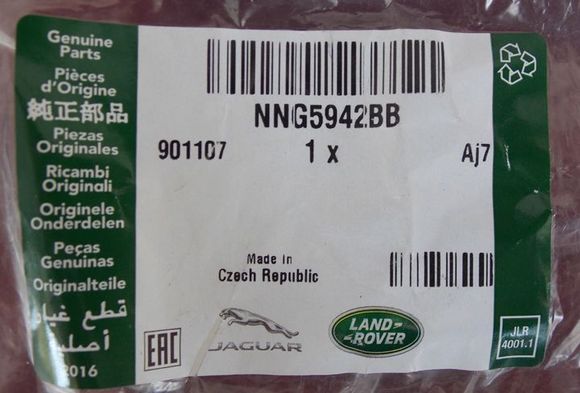 Genuine
Parts
Pièces
d'Origine
純正部品
Piezas
Originales
Ricambi
Originali
Originele
Onderdelen
Peças
Genuinas
Originalteile
قطع غيار
أصلية
2016
NNG5942BB
901107 1 x Aj7
Made in
Czech Republic
EAC
JAGUAR
LAND-
ROVER
JLR
4001.1